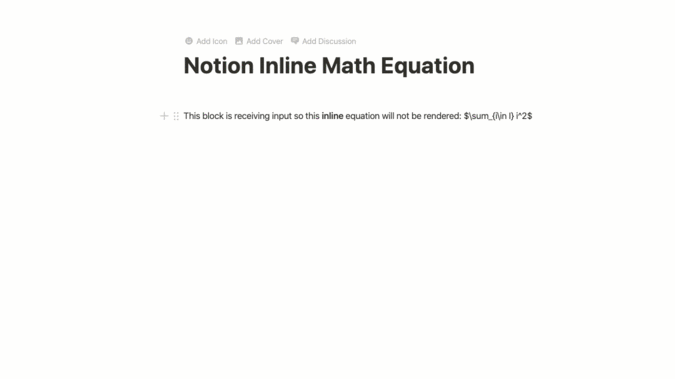 Add Icon Add Cover Add Discussion
Notion Inline Math Equation
This block is receiving input so this inline equation will not be rendered: $\sum_{i\in I} i^2$